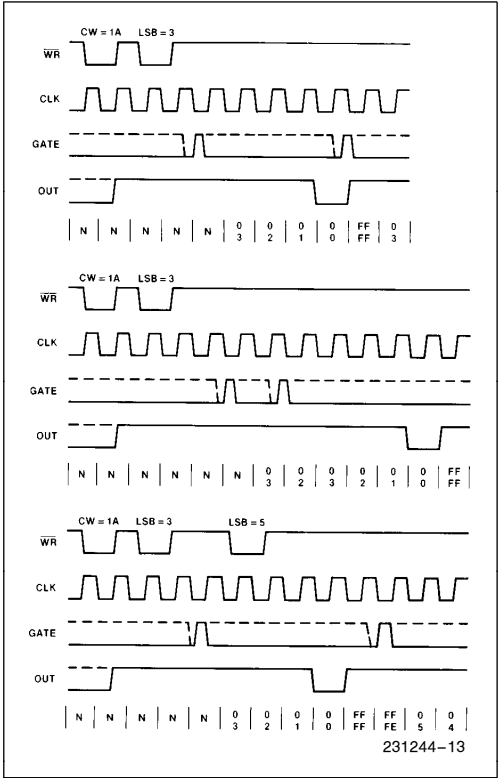 CW = 1A LSB = 3
WR
CLK
GATE
OUT
N N N N N 0 0 0 0 FF 0
3 2 1 0 FF 3
CW = 1A LSB = 3
WR
CLK
GATE
OUT
N N N N N N 0 0 0 0 0 0 FF
3 2 3 2 1 0 FF
CW = 1A LSB = 3 LSB = 5
WR
CLK
GATE
OUT
N N N N N 0 0 0 0 FF FF 0 0
3 2 1 0 FF FE 5 4
231244-13